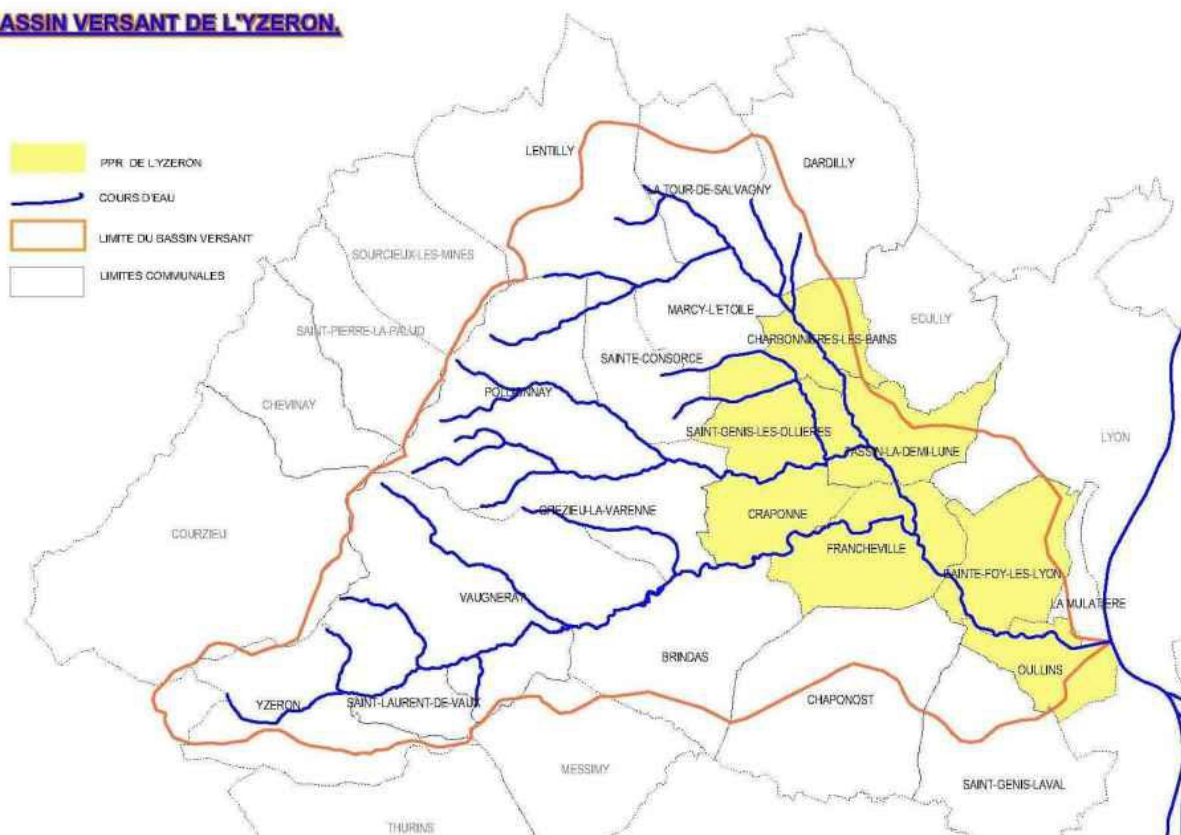 ASSIN VERSANT DE L'YZERON.
PPR DE L'YZERON
COURS D'EAU
LIMITE DU BASSIN VERSANT
LIMITES COMMUNALES
LENTILLY
DARDILLY
LA TOUR-DE-SALVAGNY
SOURCIEUX-LES-MINES
MARCY-L'ETOILE
ECULLY
SAINT-PIERRE-LA-PALUD
CHARBONNIERES-LES-BAINS
SAINTE-CONSORCE
POLLIONNAY
CHEVINAY
SAINT-GENIS-LES-OLLIERES
LYON
TASSIN-LA-DEMI-LUNE
GREZIEU-LA-VARENNE
CRAPONNE
COURZIEU
FRANCHEVILLE
SAINTE-FOY-LES-LYON
VAUGNERAY
LA MULATIERE
BRINDAS
OULLINS
YZERON
SAINT-LAURENT-DE-VAUX
CHAPONOST
MESSIMY
SAINT-GENIS-LAVAL
THURINS